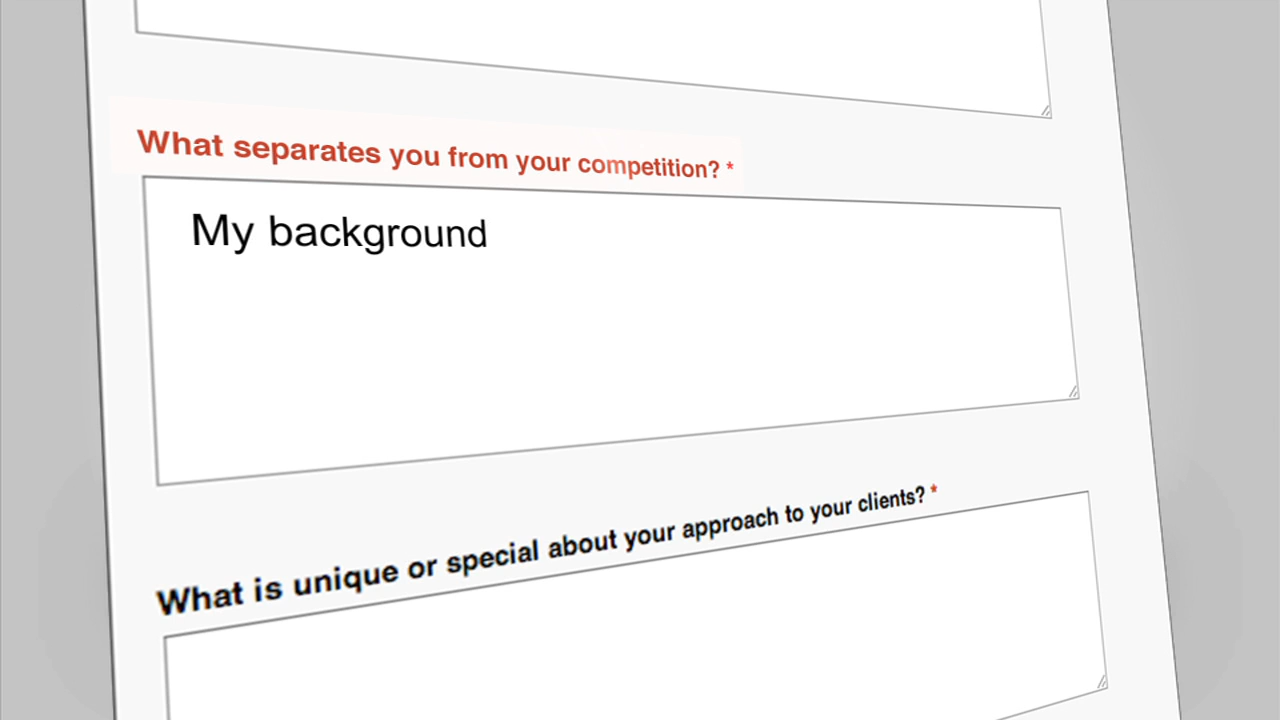 What separates you from your competition? *
My background
What is unique or special about your approach to your clients? *